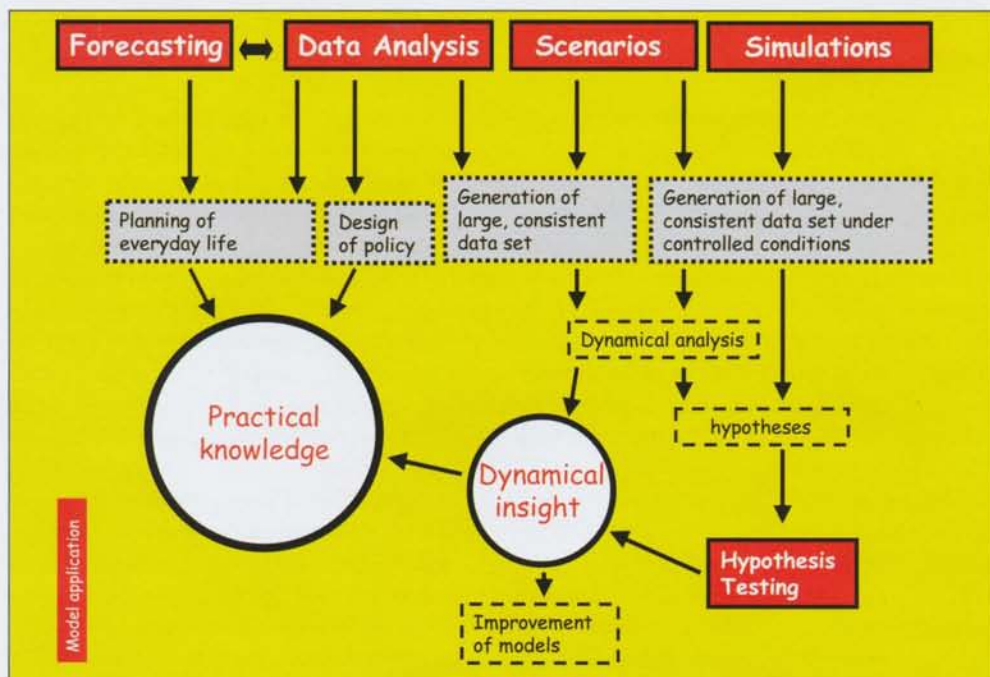 Forecasting
Data Analysis
Scenarios
Simulations
Planning of
everyday life
Design
of policy
Generation of
large, consistent
data set
Generation of large,
consistent data set under
controlled conditions
Dynamical analysis
hypotheses
Practical
knowledge
Dynamical
insight
Hypothesis
Testing
Improvement
of models
Model application